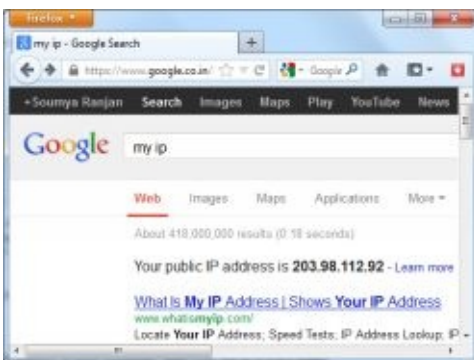 Firefox
my ip - Google Search
https://www.google.co.in/
Google
+Soumya Ranjan Search Images Maps Play YouTube News
Google my ip
Web Images Maps Applications More
About 418,000,000 results (0.18 seconds)
Your public IP address is 203.98.112.92 - Learn more
What Is My IP Address | Shows Your IP Address
www.whatismyip.com/
Locate Your IP Address; Speed Tests; IP Address Lookup; IP